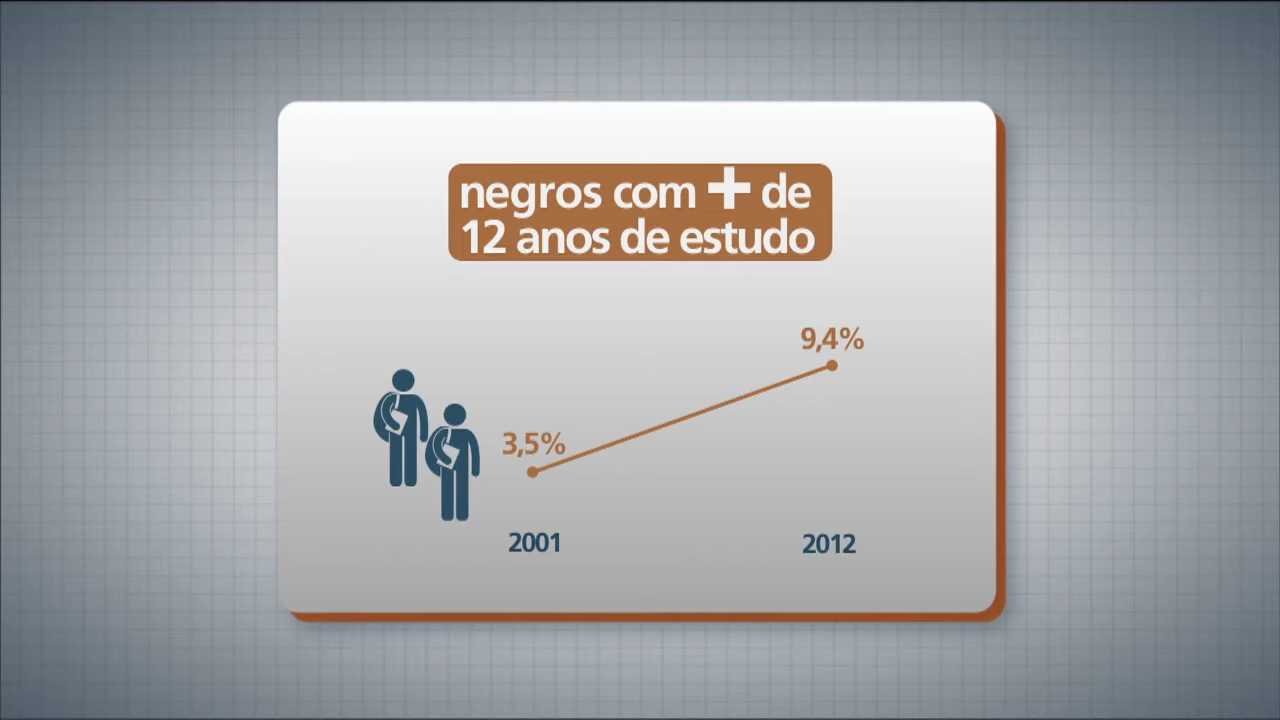 negros com + de
12 anos de estudo
9,4%
3,5%
2001
2012